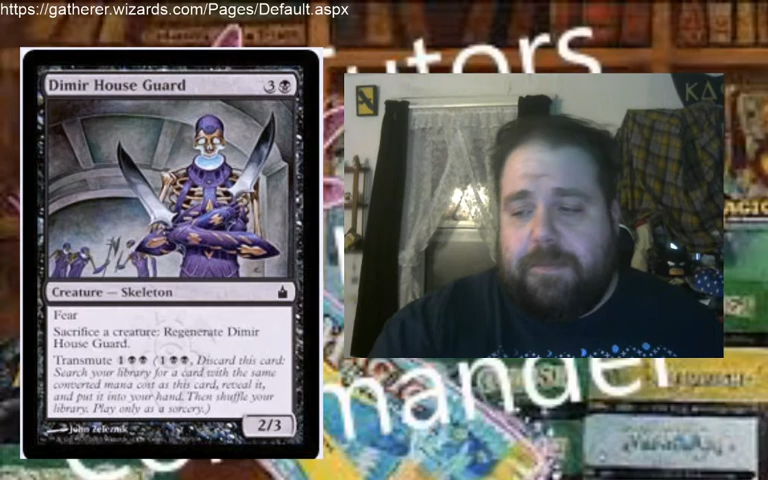 https://gatherer.wizards.com/Pages/Default.aspx
Tutors
Dimir House Guard 3
KΔ
Creature — Skeleton
Fear
Sacrifice a creature: Regenerate Dimir
House Guard.
Transmute 1 (1, Discard this card:
Search your library for a card with the same
converted mana cost as this card, reveal it,
and put it into your hand. Then shuffle your
library. Play only as a sorcery.)
2/3
John Zeleznik